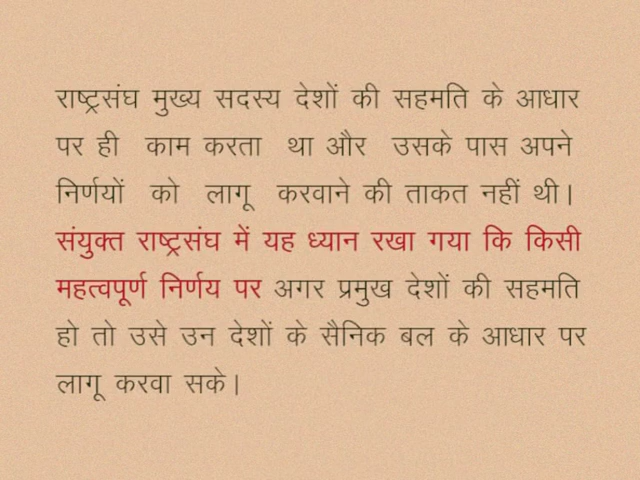 राष्ट्रसंघ मुख्य सदस्य देशों की सहमति के आधार
पर ही काम करता था और उसके पास अपने
निर्णयों को लागू करवाने की ताकत नहीं थी।
संयुक्त राष्ट्रसंघ में यह ध्यान रखा गया कि किसी
महत्वपूर्ण निर्णय पर अगर प्रमुख देशों की सहमति
हो तो उसे उन देशों के सैनिक बल के आधार पर
लागू करवा सके।